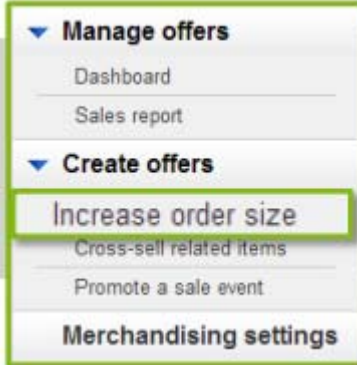 Manage offers
Dashboard
Sales report
Create offers
Increase order size
Cross-sell related items
Promote a sale event
Merchandising settings